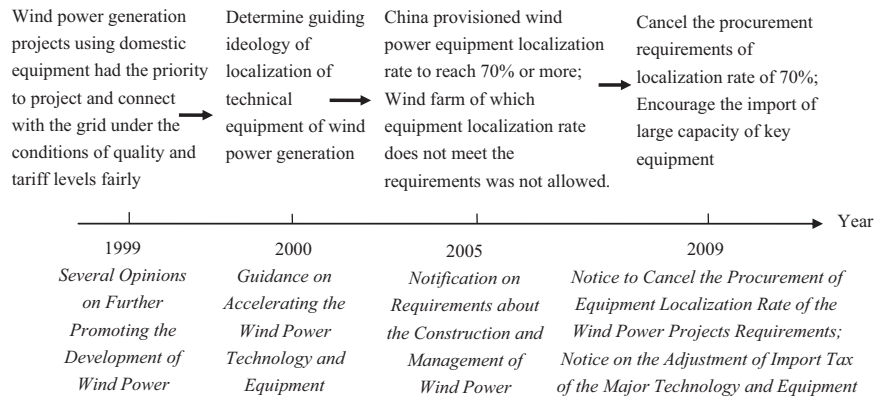 Wind power generation
projects using domestic
equipment had the priority
to project and connect
with the grid under the
conditions of quality and
tariff levels fairly
Determine guiding
ideology of
localization of
technical
equipment of wind
power generation
China provisioned wind
power equipment localization
rate to reach 70% or more;
Wind farm of which
equipment localization rate
does not meet the
requirements was not allowed.
Cancel the procurement
requirements of
localization rate of 70%;
Encourage the import of
large capacity of key
equipment
Year
1999
Several Opinions
on Further
Promoting the
Development of
Wind Power
2000
Guidance on
Accelerating the
Wind Power
Technology and
Equipment
2005
Notification on
Requirements about
the Construction and
Management of
Wind Power
2009
Notice to Cancel the Procurement of
Equipment Localization Rate of the
Wind Power Projects Requirements;
Notice on the Adjustment of Import Tax
of the Major Technology and Equipment